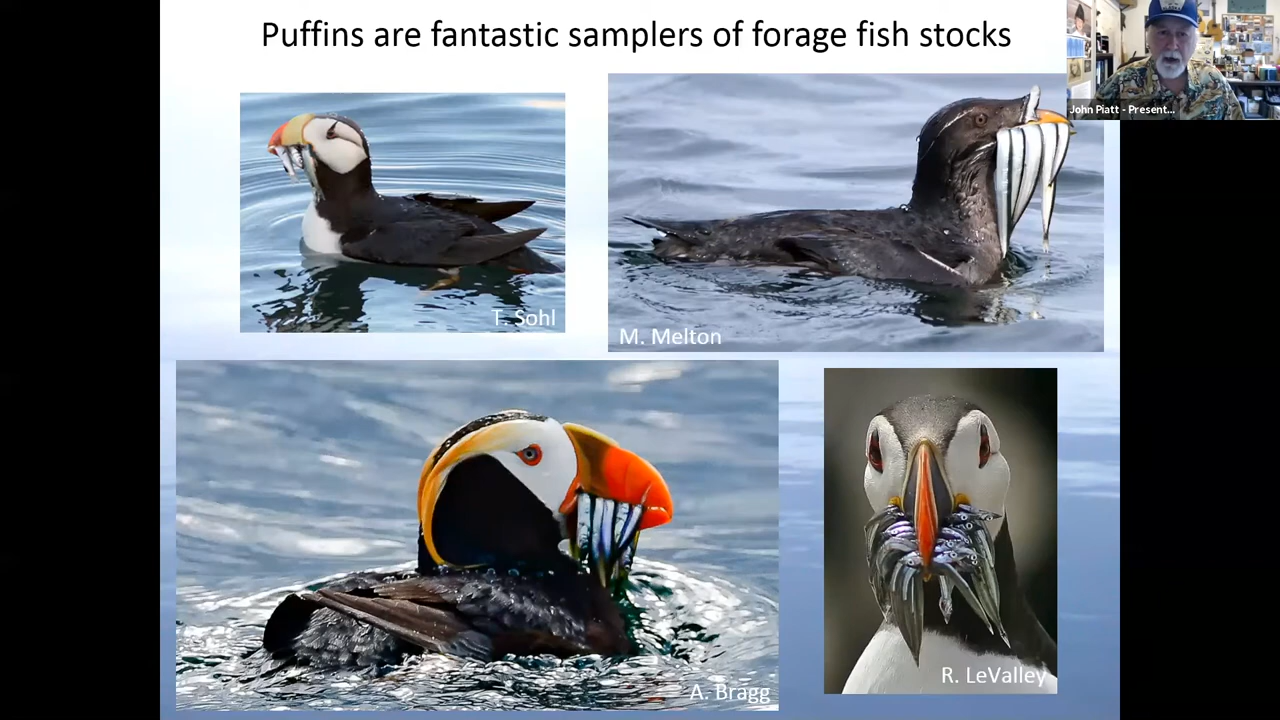 Puffins are fantastic samplers of forage fish stocks
John Piatt - Present...
T. Sohl
M. Melton
A. Bragg
R. LeValley